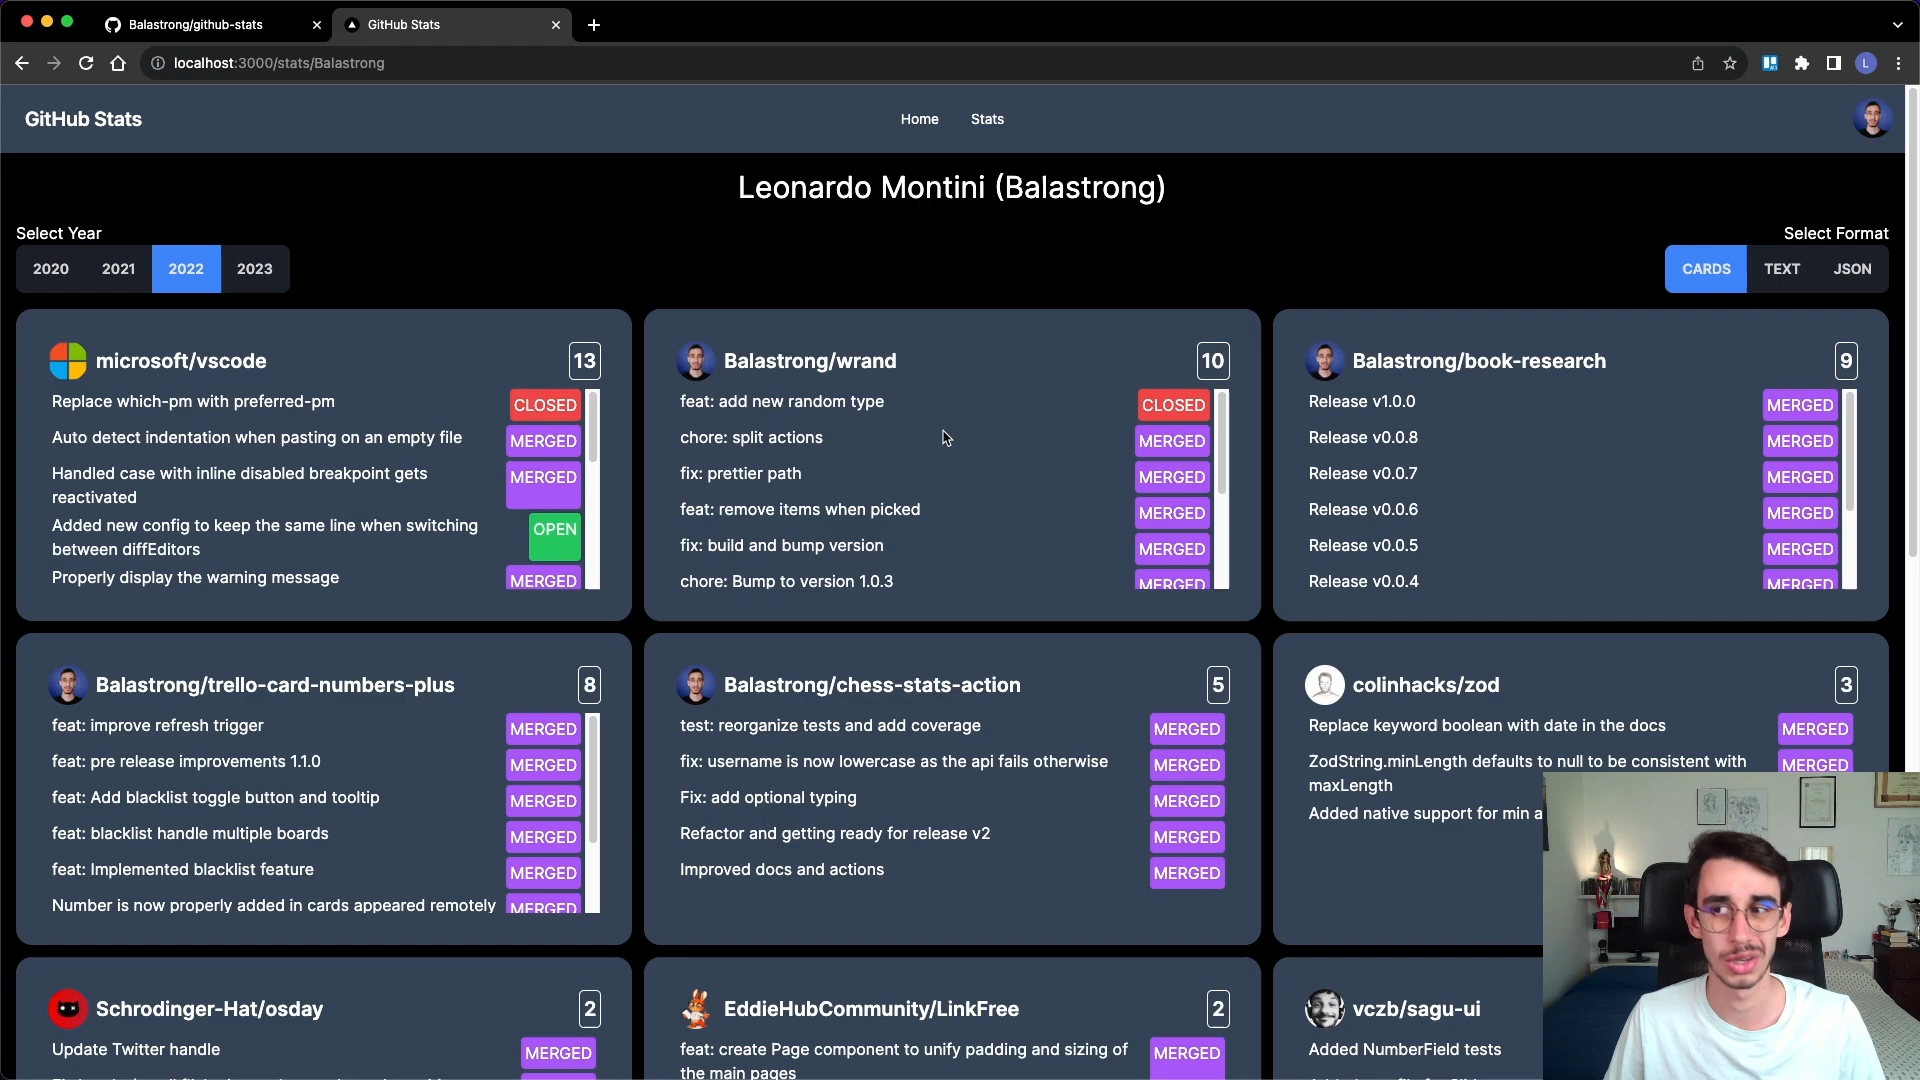 Balastrong/github-stats
GitHub Stats
localhost:3000/stats/Balastrong
L
GitHub Stats
Home
Stats
Leonardo Montini (Balastrong)
Select Year
Select Format
2020
2021
2022
2023
CARDS
TEXT
JSON
microsoft/vscode
13
Replace which-pm with preferred-pm
CLOSED
Auto detect indentation when pasting on an empty file
MERGED
Handled case with inline disabled breakpoint gets
reactivated
MERGED
Added new config to keep the same line when switching
between diffEditors
OPEN
Properly display the warning message
MERGED
Balastrong/wrand
10
feat: add new random type
CLOSED
chore: split actions
MERGED
fix: prettier path
MERGED
feat: remove items when picked
MERGED
fix: build and bump version
MERGED
chore: Bump to version 1.0.3
MERGED
Balastrong/book-research
9
Release v1.0.0
MERGED
Release v0.0.8
MERGED
Release v0.0.7
MERGED
Release v0.0.6
MERGED
Release v0.0.5
MERGED
Release v0.0.4
MERGED
Balastrong/trello-card-numbers-plus
8
feat: improve refresh trigger
MERGED
feat: pre release improvements 1.1.0
MERGED
feat: Add blacklist toggle button and tooltip
MERGED
feat: blacklist handle multiple boards
MERGED
feat: Implemented blacklist feature
MERGED
Number is now properly added in cards appeared remotely
MERGED
Balastrong/chess-stats-action
5
test: reorganize tests and add coverage
MERGED
fix: username is now lowercase as the api fails otherwise
MERGED
Fix: add optional typing
MERGED
Refactor and getting ready for release v2
MERGED
Improved docs and actions
MERGED
colinhacks/zod
3
Replace keyword boolean with date in the docs
MERGED
ZodString.minLength defaults to null to be consistent with
maxLength
MERGED
Added native support for min a
Schrodinger-Hat/osday
2
Update Twitter handle
MERGED
EddieHubCommunity/LinkFree
2
feat: create Page component to unify padding and sizing of
the main pages
MERGED
vczb/sagu-ui
Added NumberField tests